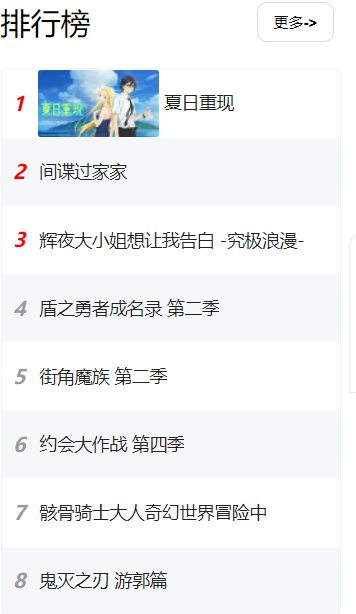 排行榜
更多->
1 夏日重现 夏日重现
2 间谍过家家
3 辉夜大小姐想让我告白 -究极浪漫-
4 盾之勇者成名录 第二季
5 街角魔族 第二季
6 约会大作战 第四季
7 骸骨骑士大人奇幻世界冒险中
8 鬼灭之刃 游郭篇